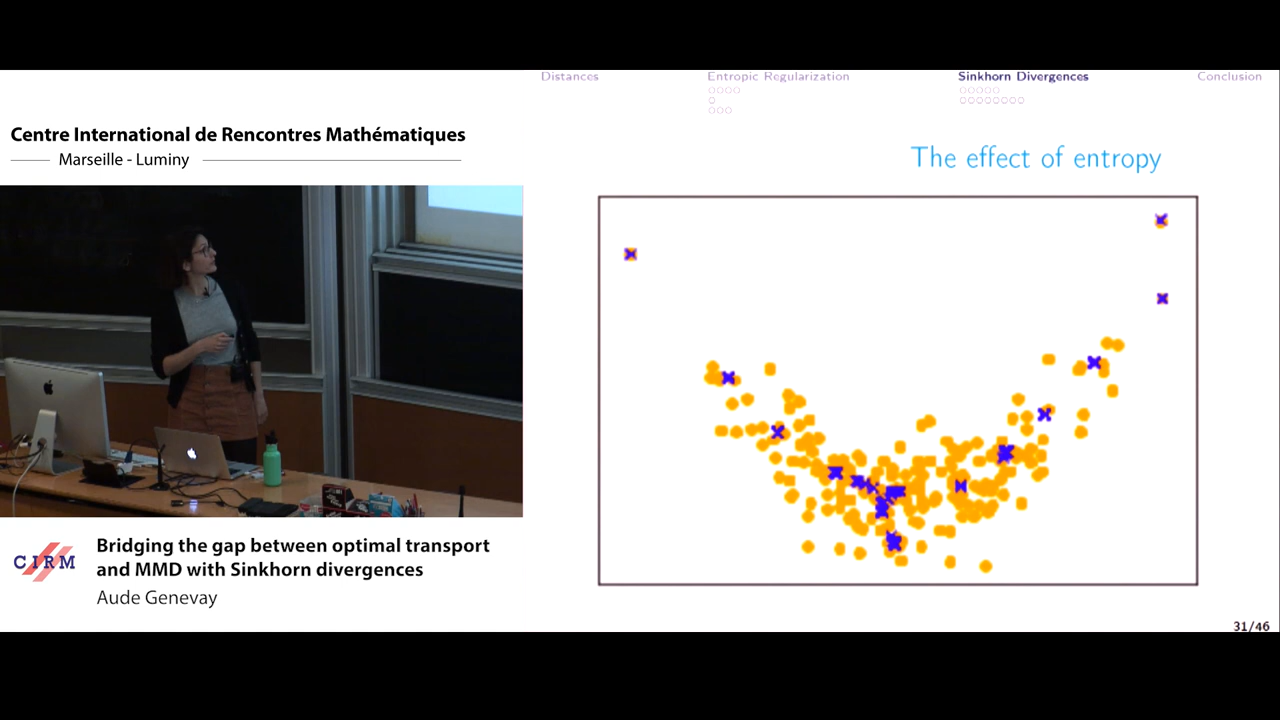 Distances
Entropic Regularization
Sinkhorn Divergences
Conclusion
Centre International de Rencontres Mathématiques
Marseille - Luminy
The effect of entropy
CIRM
Bridging the gap between optimal transport
and MMD with Sinkhorn divergences
Aude Genevay
31/46